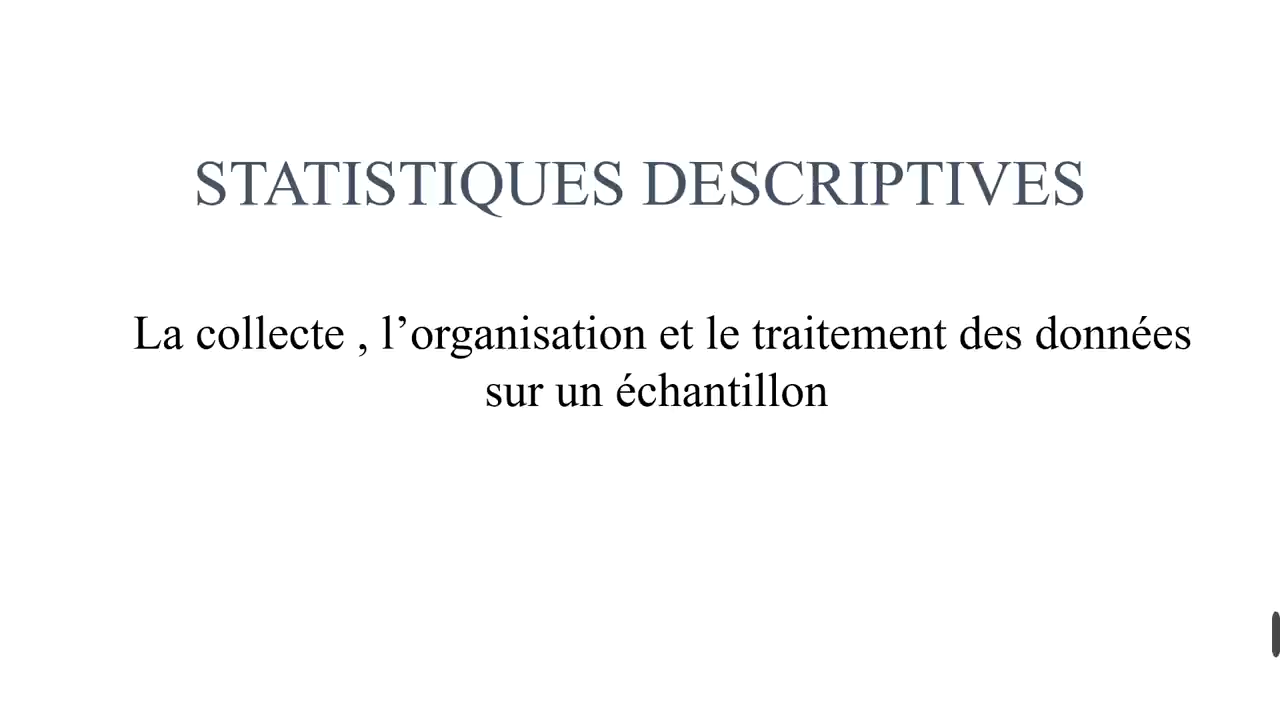 STATISTIQUES DESCRIPTIVES
La collecte , l’organisation et le traitement des données
sur un échantillon